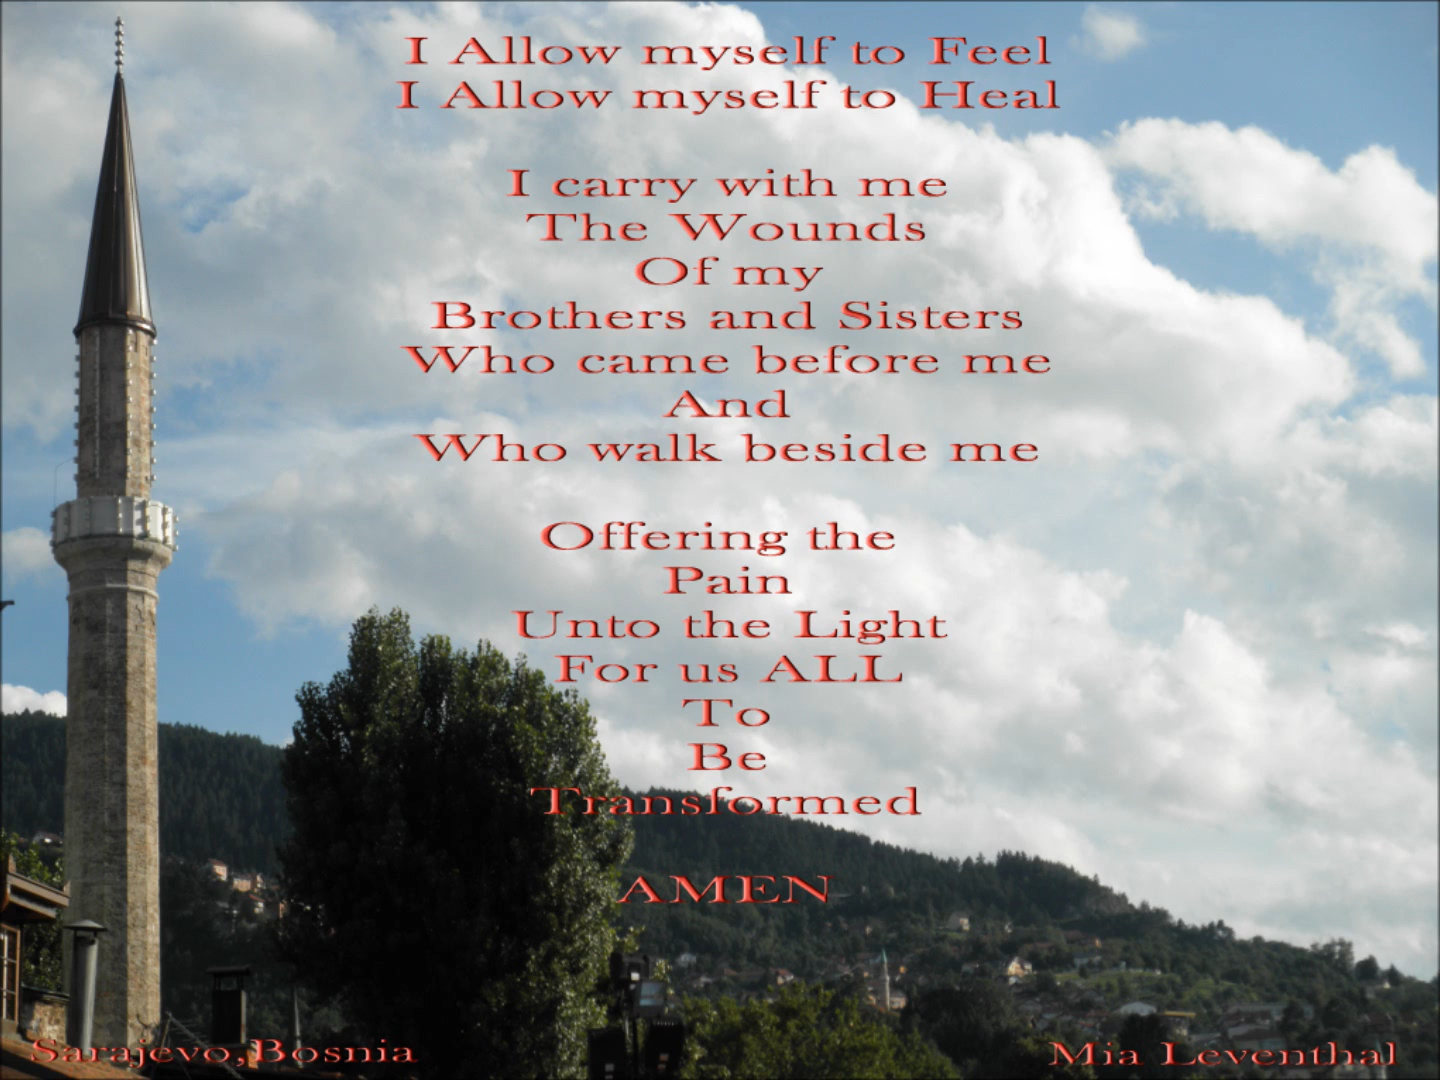 I Allow myself to Feel
I Allow myself to Heal
I carry with me
The Wounds
Of my
Brothers and Sisters
Who came before me
And
Who walk beside me
Offering the
Pain
Unto the Light
For us ALL
To
Be
Transformed
AMEN
Sarajevo,Bosnia
Mia Leventhal